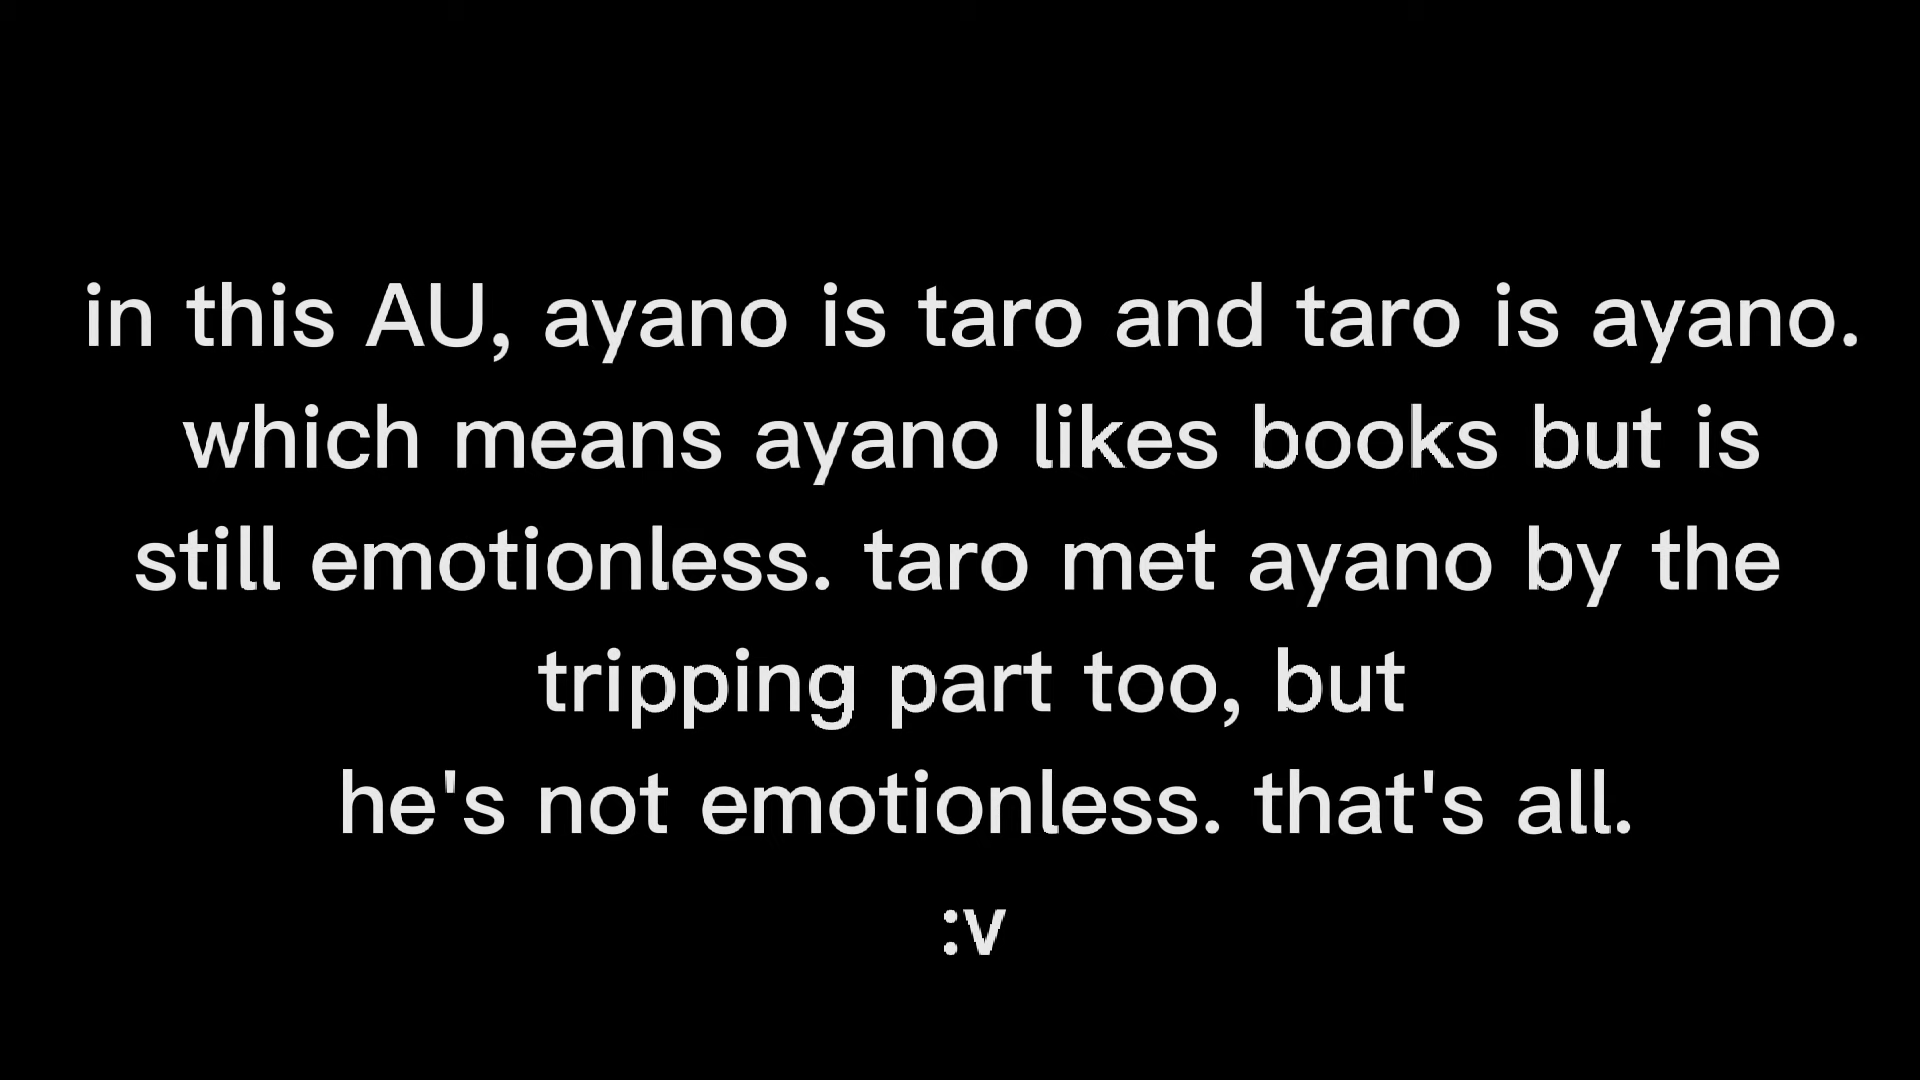 in this AU, ayano is taro and taro is ayano.
which means ayano likes books but is
still emotionless. taro met ayano by the
tripping part too, but
he's not emotionless. that's all.
:v